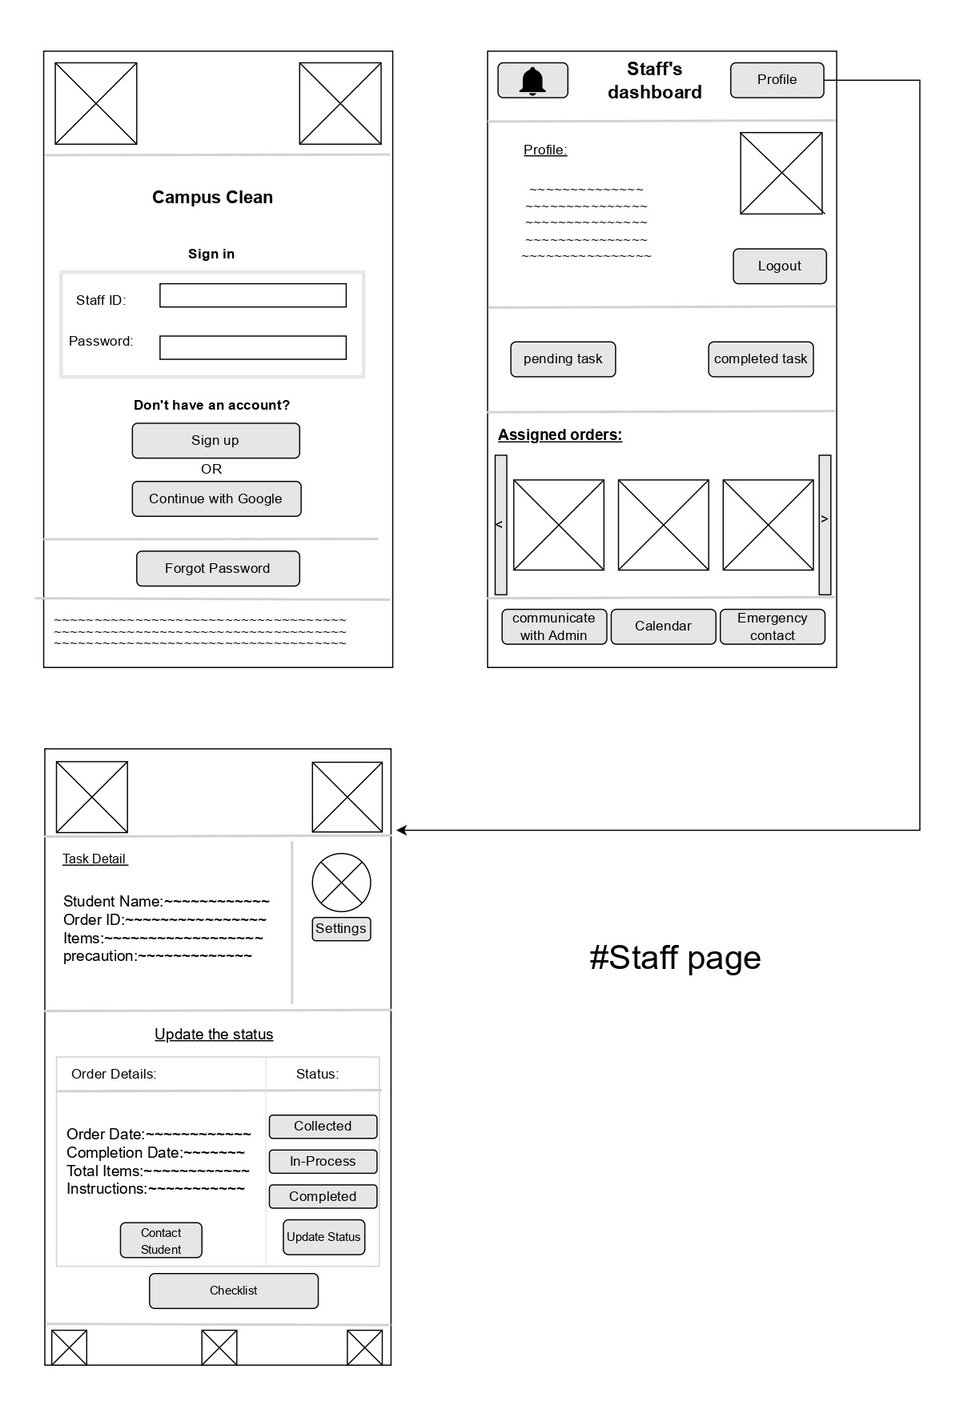 Campus Clean
Sign in
Staff ID:
Password:
Don't have an account?
Sign up
OR
Continue with Google
Forgot Password
~~~~~~~~~~~~~~~~~~~~~~~~~~~~~~~~~~~~
~~~~~~~~~~~~~~~~~~~~~~~~~~~~~~~~~~~~
~~~~~~~~~~~~~~~~~~~~~~~~~~~~~~~~~~~~
Staff's
dashboard
Profile
Profile:
~~~~~~~~~~~~~~
~~~~~~~~~~~~~~~
~~~~~~~~~~~~~~~
~~~~~~~~~~~~~~~
~~~~~~~~~~~~~~~~
Logout
pending task
completed task
Assigned orders:
<
>
communicate
with Admin
Calendar
Emergency
contact
Task Detail
Student Name:~~~~~~~~~~~~
Order ID:~~~~~~~~~~~~~~~~
Items:~~~~~~~~~~~~~~~~~~
precaution:~~~~~~~~~~~~~
Settings
#Staff page
Update the status
Order Details:
Status:
Order Date:~~~~~~~~~~~~
Completion Date:~~~~~~~
Total Items:~~~~~~~~~~~~
Instructions:~~~~~~~~~~~
Contact
Student
Collected
In-Process
Completed
Update Status
Checklist